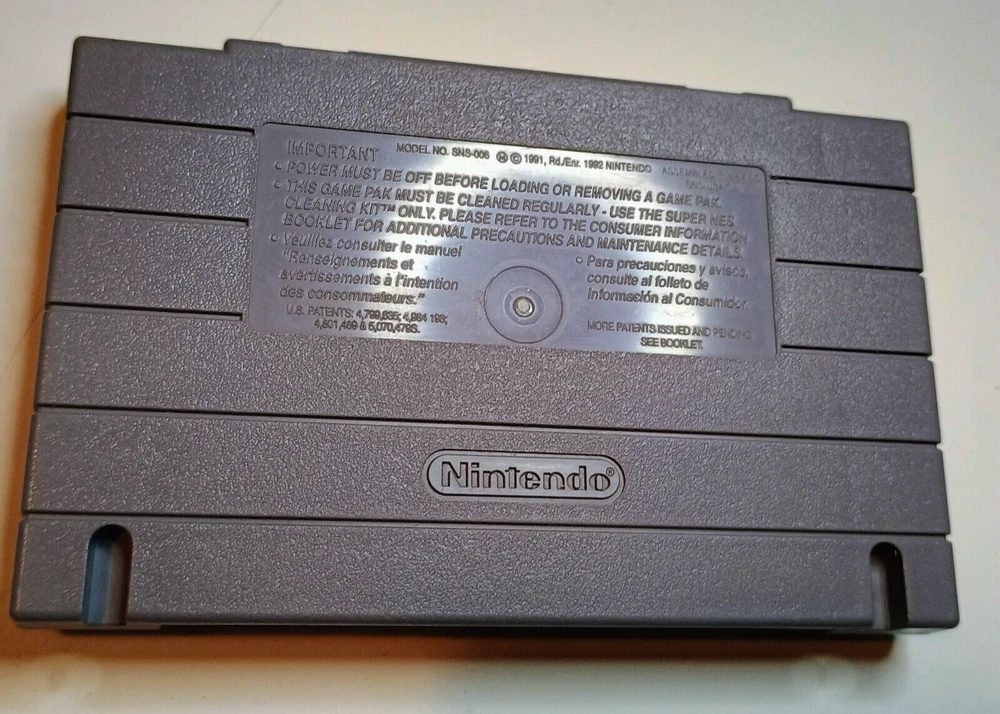 IMPORTANT MODEL NO. SNS-006 Ⓜ © 1991, Rd./Enr. 1992 NINTENDO
• POWER MUST BE OFF BEFORE LOADING OR REMOVING A GAME PAK.
• THIS GAME PAK MUST BE CLEANED REGULARLY - USE THE SUPER NES
CLEANING KIT™ ONLY. PLEASE REFER TO THE CONSUMER INFORMATION
BOOKLET FOR ADDITIONAL PRECAUTIONS AND MAINTENANCE DETAILS.
• Veuillez consulter le manuel
"Renseignements et
avertissements à l'intention
des consommateurs."
U.S. PATENTS: 4,799,635; 4,984 193;
4,801,469 & 5,070,479S.
• Para precauciones y avisos,
consulte al folleto de
Información al Consumidor
MORE PATENTS ISSUED AND PENDING.
SEE BOOKLET.
Nintendo®